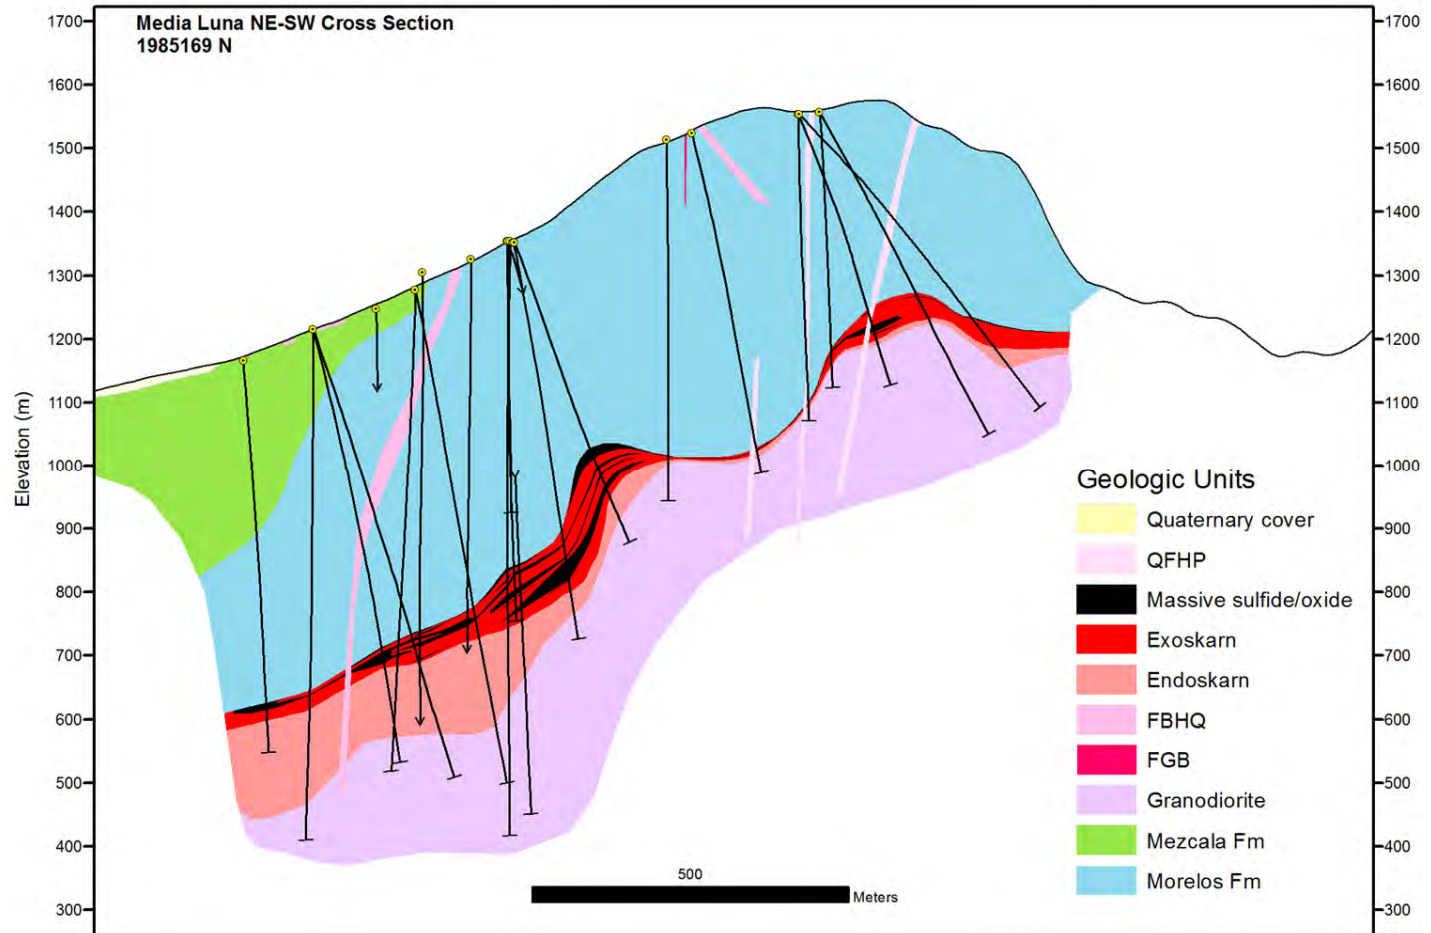 Media Luna NE-SW Cross Section
1985169 N
1700
1600
1500
1400
1300
1200
1100
1000
900
800
700
600
500
400
300
Elevation (m)
1700
1600
1500
1400
1300
1200
1100
1000
900
800
700
600
500
400
300
Geologic Units
Quaternary cover
QFHP
Massive sulfide/oxide
Exoskarn
Endoskarn
FBHQ
FGB
Granodiorite
Mezcala Fm
Morelos Fm
500
Meters